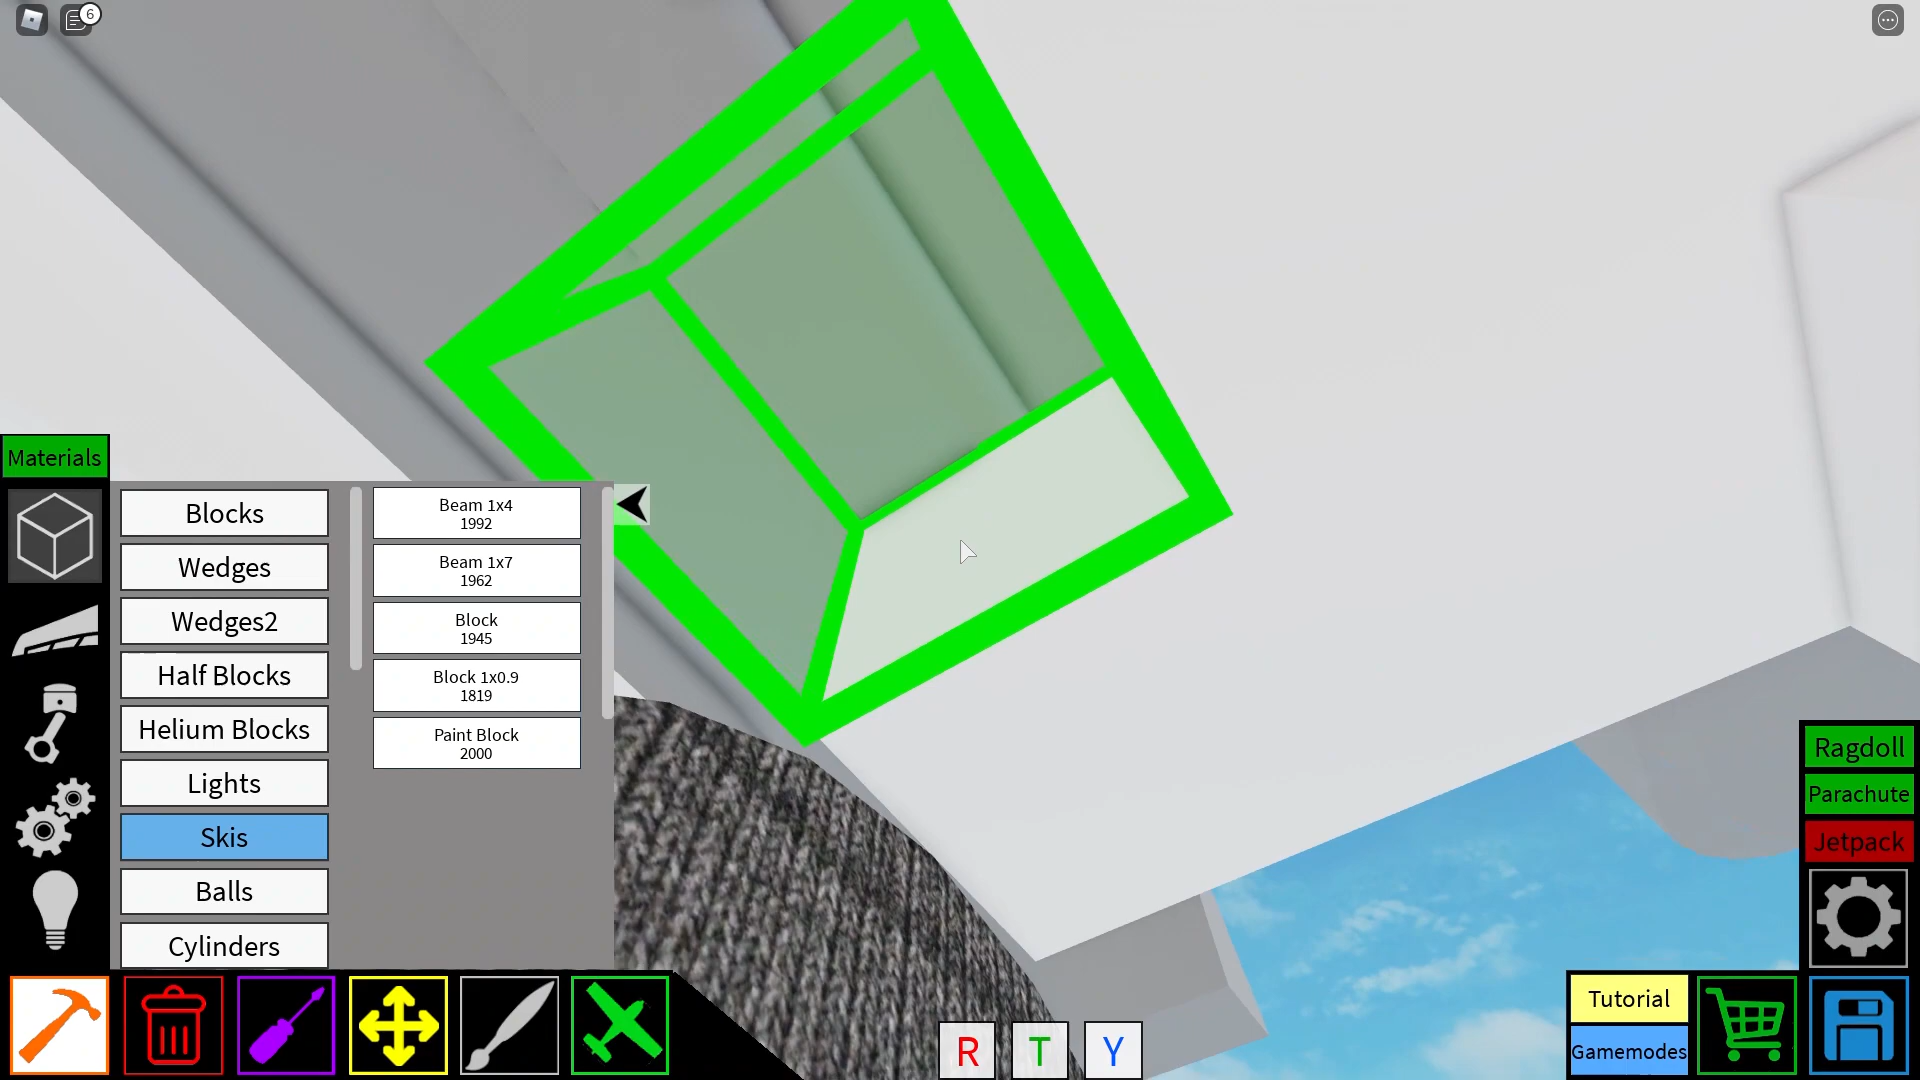 6
Materials
Blocks
Wedges
Wedges2
Half Blocks
Helium Blocks
Lights
Skis
Balls
Cylinders
Beam 1x4
1992
Beam 1x7
1962
Block
1945
Block 1x0.9
1819
Paint Block
2000
Ragdoll
Parachute
Jetpack
Tutorial
Gamemodes
R
T
Y